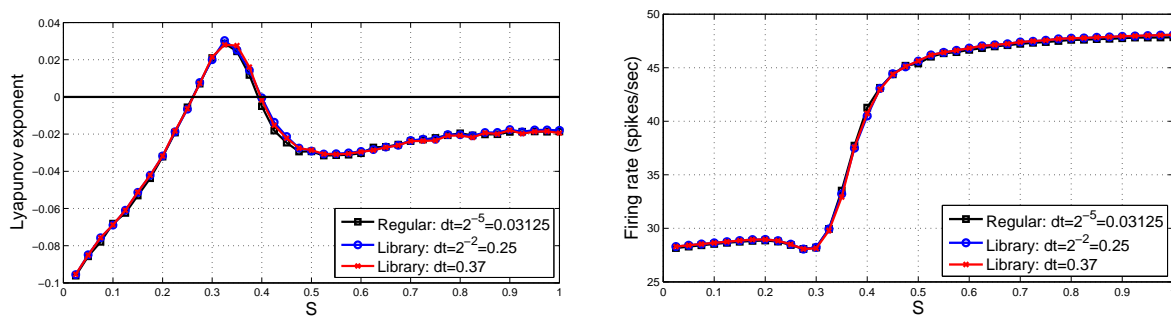 0.04
0.02
0
−0.02
−0.04
−0.06
−0.08
−0.1
Lyapunov exponent
0 0.1 0.2 0.3 0.4 0.5 0.6 0.7 0.8 0.9 1
S
Regular: dt=2⁻⁵=0.03125
Library: dt=2⁻²=0.25
Library: dt=0.37
50
45
40
35
30
25
Firing rate (spikes/sec)
0 0.1 0.2 0.3 0.4 0.5 0.6 0.7 0.8 0.9
S
Regular: dt=2⁻⁵=0.03125
Library: dt=2⁻²=0.25
Library: dt=0.37